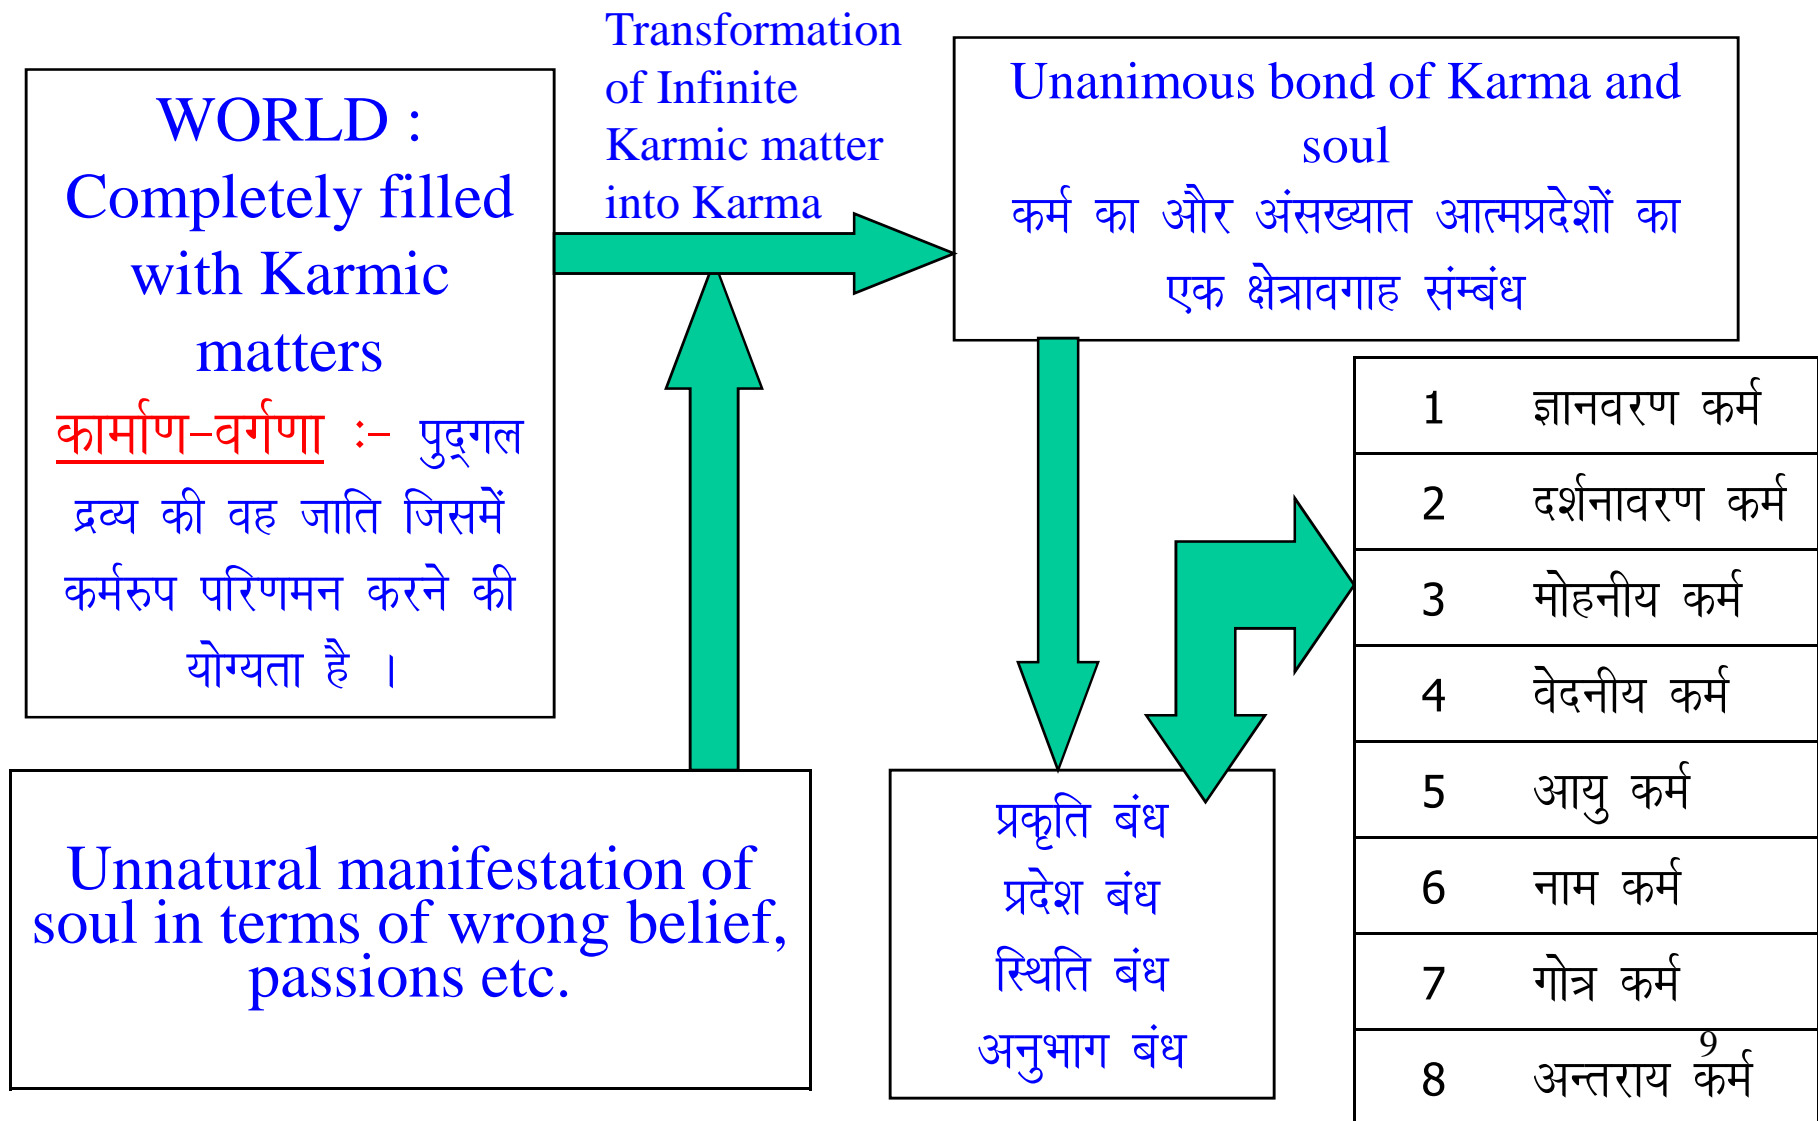 WORLD :
Completely filled
with Karmic
matters
कार्माण-वर्गणा :- पुद्गल
द्रव्य की वह जाति जिसमें
कर्मरुप परिणमन करने की
योग्यता है ।
Transformation
of Infinite
Karmic matter
into Karma
Unanimous bond of Karma and
soul
कर्म का और अंसख्यात आत्मप्रदेशों का
एक क्षेत्रावगाह संम्बंध
Unnatural manifestation of
soul in terms of wrong belief,
passions etc.
प्रकृति बंध
प्रदेश बंध
स्थिति बंध
अनुभाग बंध
1 ज्ञानवरण कर्म
2 दर्शनावरण कर्म
3 मोहनीय कर्म
4 वेदनीय कर्म
5 आयु कर्म
6 नाम कर्म
7 गोत्र कर्म
8 अन्तराय कर्म
9